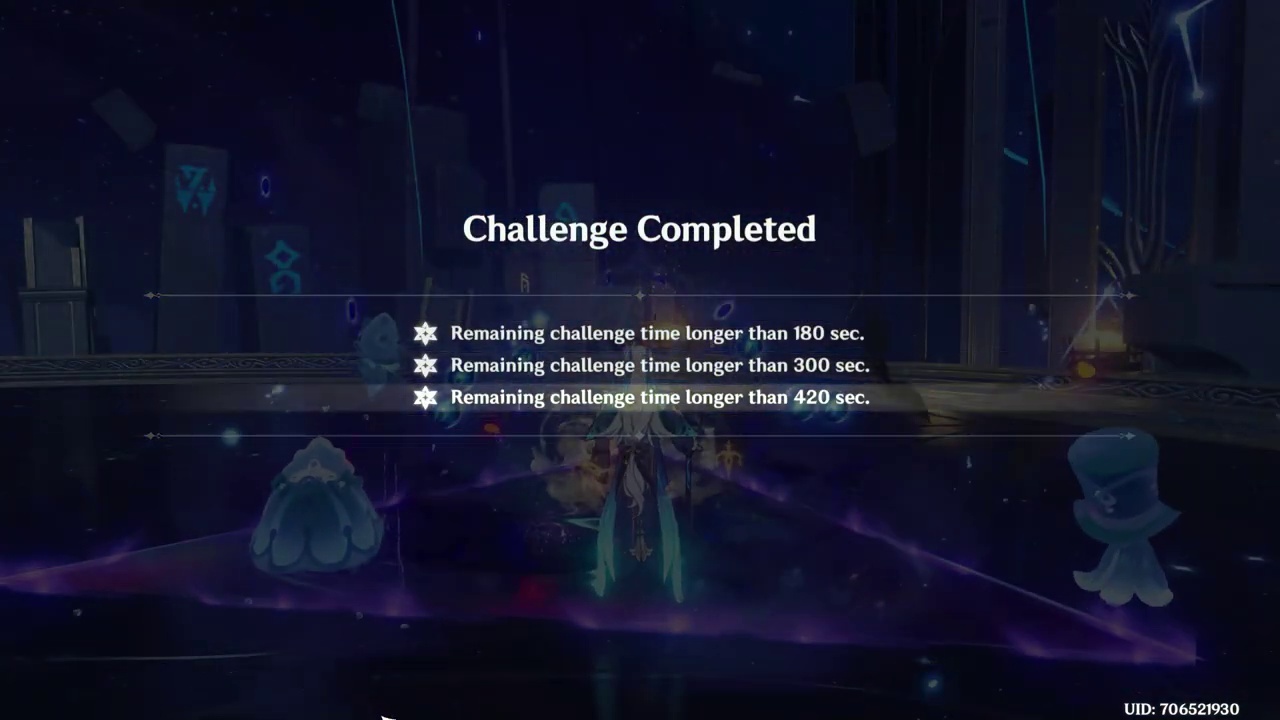 Challenge Completed
Remaining challenge time longer than 180 sec.
Remaining challenge time longer than 300 sec.
Remaining challenge time longer than 420 sec.
UID: 706521930